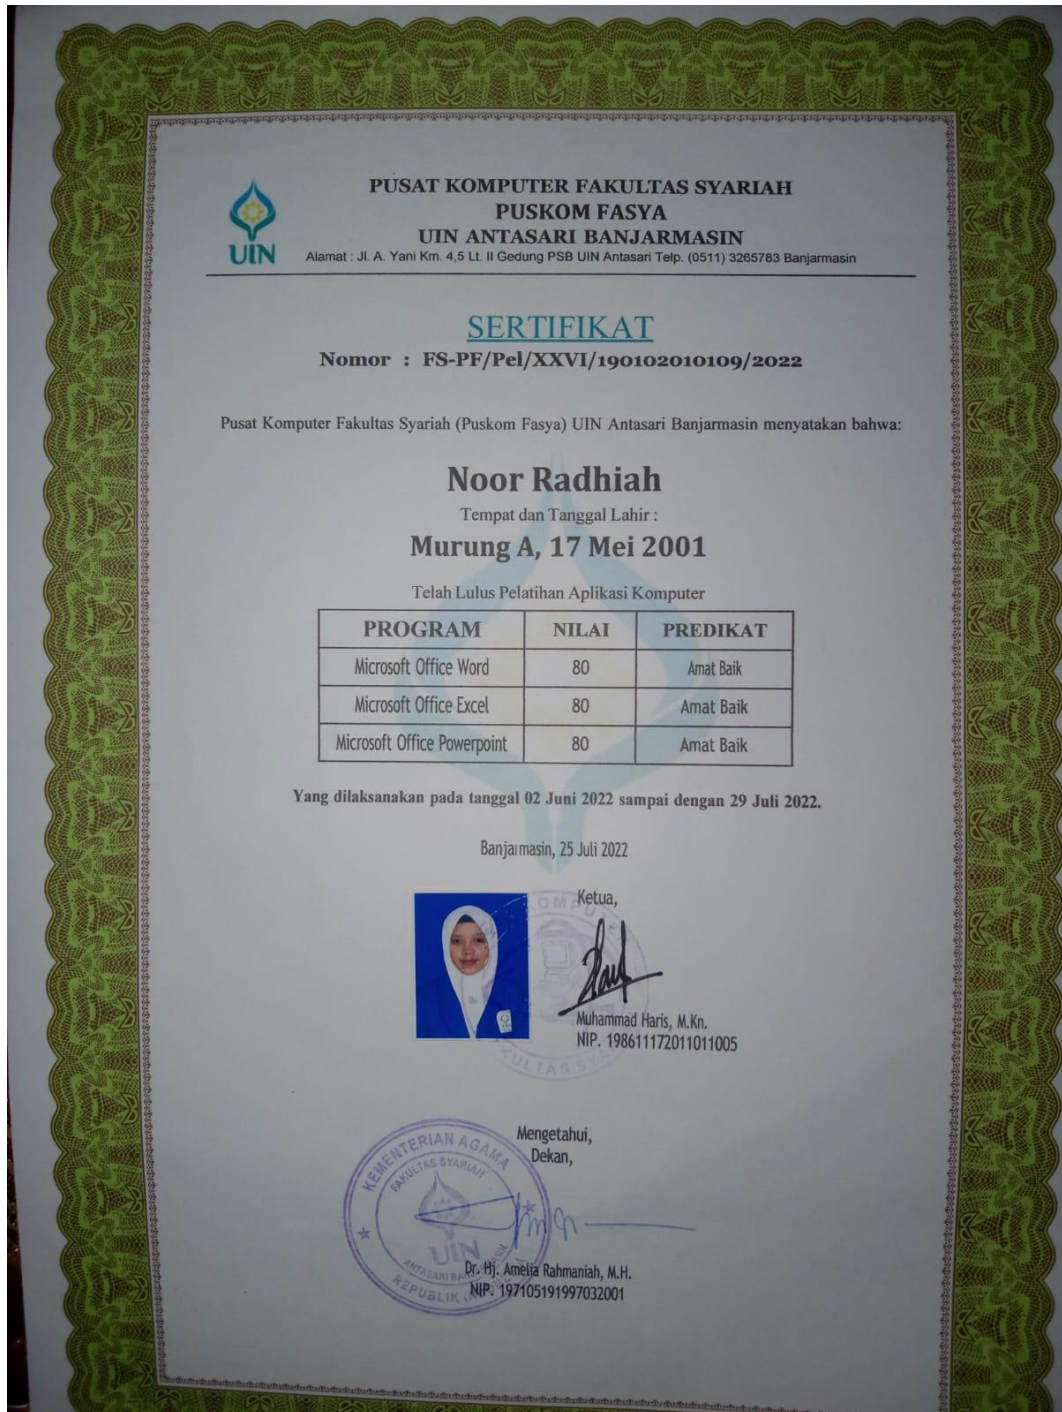 PUSAT KOMPUTER FAKULTAS SYARIAH
PUSKOM FASYA
UIN ANTASARI BANJARMASIN
UIN
Alamat : Jl. A. Yani Km. 4,5 Lt. II Gedung PSB UIN Antasari Telp. (0511) 3265783 Banjarmasin
SERTIFIKAT
Nomor : FS-PF/Pel/XXVI/190102010109/2022
Pusat Komputer Fakultas Syariah (Puskom Fasya) UIN Antasari Banjarmasin menyatakan bahwa:
Noor Radhiah
Tempat dan Tanggal Lahir :
Murung A, 17 Mei 2001
Telah Lulus Pelatihan Aplikasi Komputer
PROGRAM NILAI PREDIKAT
Microsoft Office Word 80 Amat Baik
Microsoft Office Excel 80 Amat Baik
Microsoft Office Powerpoint 80 Amat Baik
Yang dilaksanakan pada tanggal 02 Juni 2022 sampai dengan 29 Juli 2022.
Banjarmasin, 25 Juli 2022
Ketua,
Muhammad Haris, M.Kn.
NIP. 198611172011011005
Mengetahui,
Dekan,
KEMENTERIAN AGAMA
FAKULTAS SYARIAH
UIN
REPUBLIK
Dr. Hj. Amelia Rahmaniah, M.H.
NIP. 197105191997032001